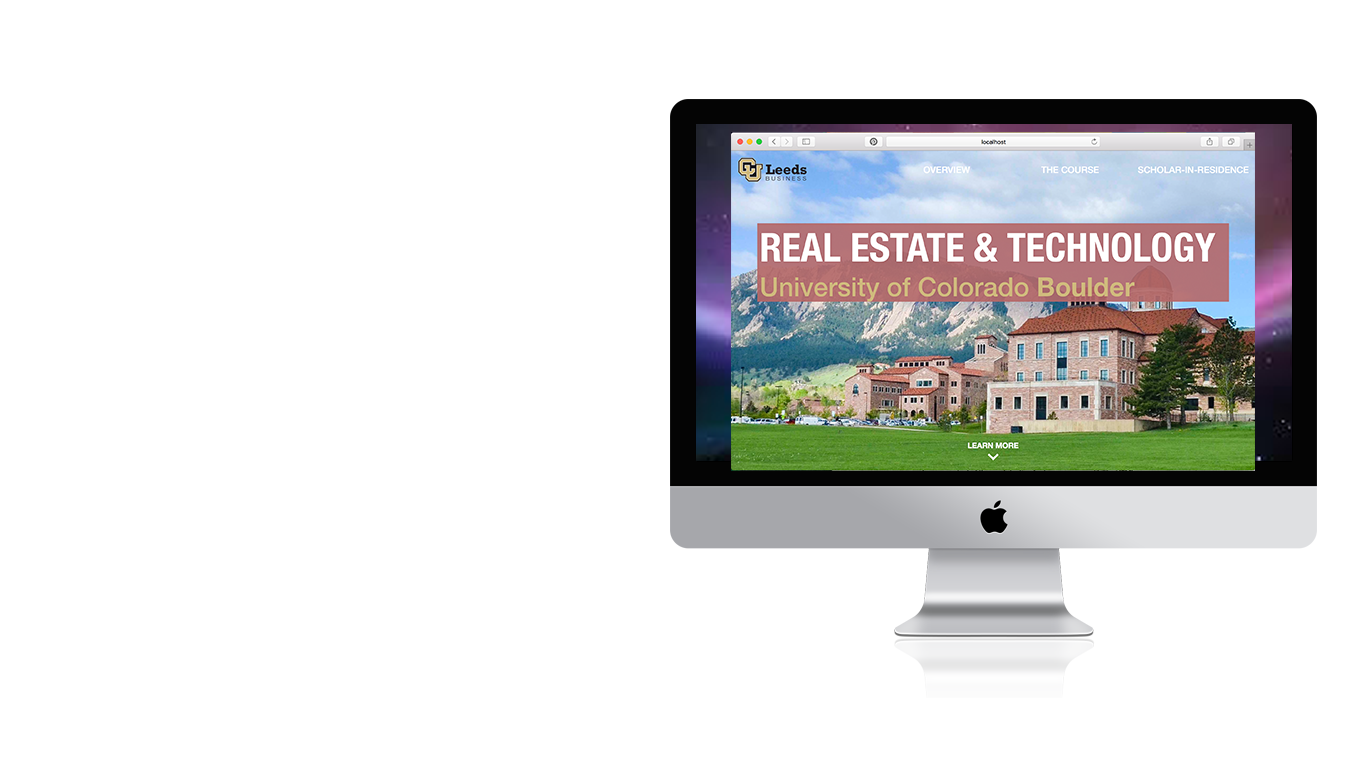 localhost
CU Leeds
BUSINESS
OVERVIEW THE COURSE SCHOLAR-IN-RESIDENCE
REAL ESTATE & TECHNOLOGY
University of Colorado Boulder
LEARN MORE